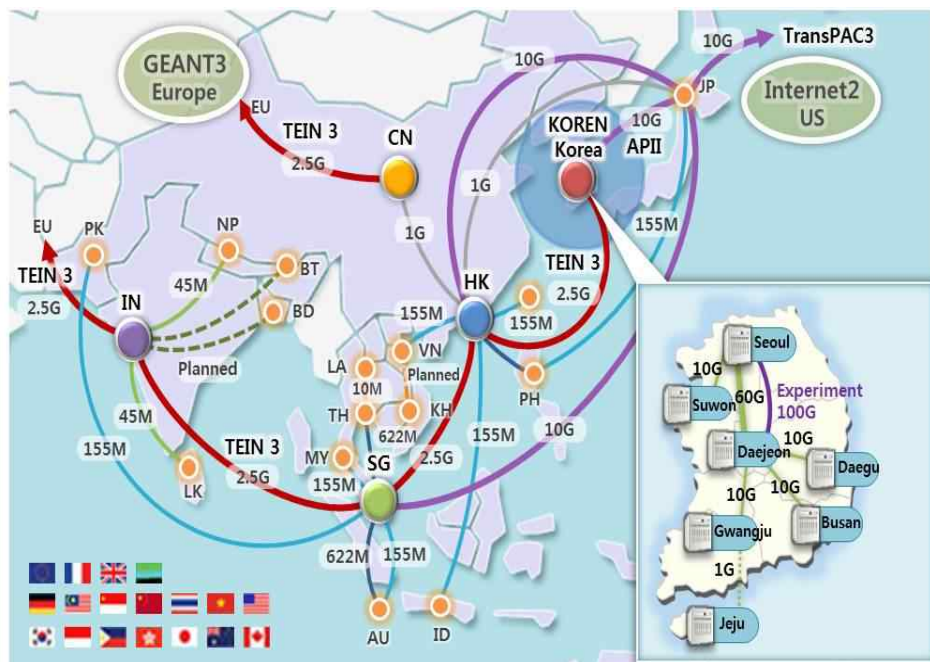 GEANT3
Europe
EU
TEIN 3
2.5G
CN
10G
10G
TransPAC3
JP
Internet2
US
KOREN
Korea
10G
APII
1G
1G
155M
EU
PK
NP
BT
TEIN 3
2.5G
45M
IN
BD
Planned
HK
TEIN 3
2.5G
155M
155M
VN
LA
Planned
10M
TH
KH
622M
PH
155M
10G
45M
155M
TEIN 3
2.5G
LK
MY
SG
155M
2.5G
622M
155M
AU
ID
Seoul
10G
60G
Experiment
100G
Suwon
Daejeon
10G
Daegu
10G
10G
Gwangju
Busan
1G
Jeju